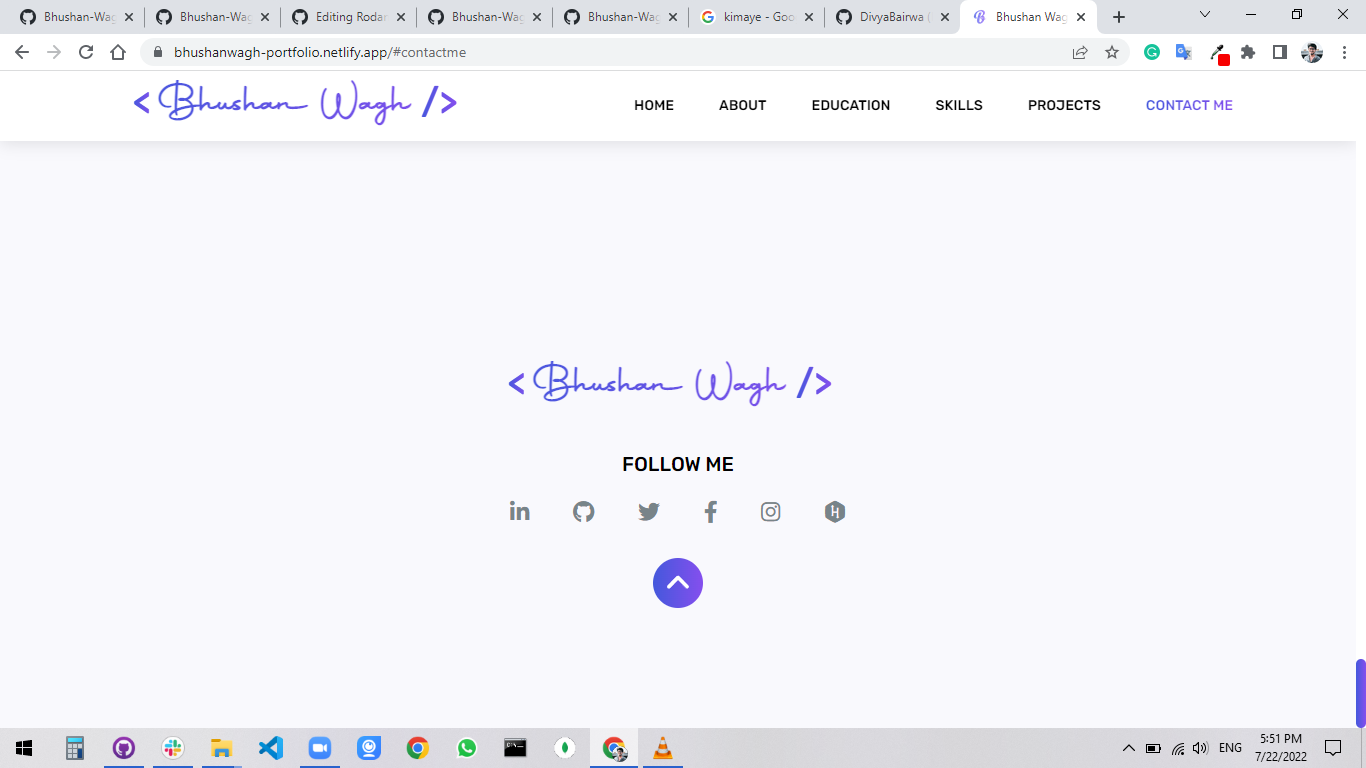 Bhushan-Wag
Bhushan-Wag
Editing Rodan
Bhushan-Wag
Bhushan-Wag
kimaye - Goo
DivyaBairwa (
Bhushan Wag
bhushanwagh-portfolio.netlify.app/#contactme
< Bhushan Wagh />
HOME
ABOUT
EDUCATION
SKILLS
PROJECTS
CONTACT ME
< Bhushan Wagh />
FOLLOW ME
ENG
5:51 PM
7/22/2022